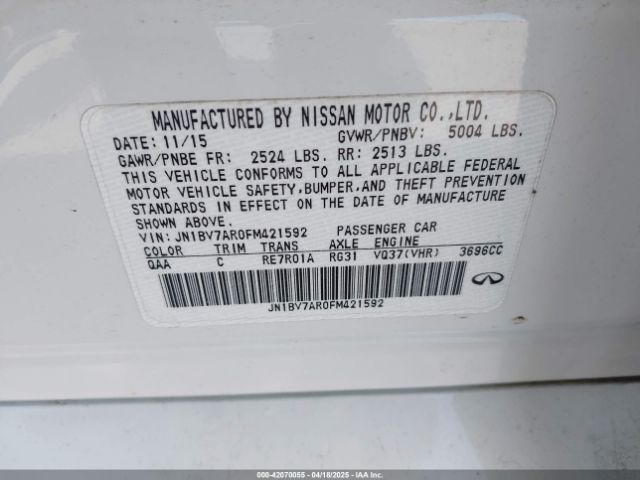 MANUFACTURED BY NISSAN MOTOR CO.,LTD.
DATE: 11/15 GVWR/PNBV: 5004 LBS.
GAWR/PNBE FR: 2524 LBS. RR: 2513 LBS.
THIS VEHICLE CONFORMS TO ALL APPLICABLE FEDERAL
MOTOR VEHICLE SAFETY,BUMPER,AND THEFT PREVENTION
STANDARDS IN EFFECT ON THE DATE OF MANUFACTURE
SHOWN ABOVE.
VIN: JN1BV7AR0FM421592 PASSENGER CAR
COLOR TRIM TRANS AXLE ENGINE
QAA C RE7R01A RG31 VQ37(VHR) 3696CC
JN1BV7AR0FM421592
INFINITI
000-42070055 - 04/18/2025 - IAAI.COM